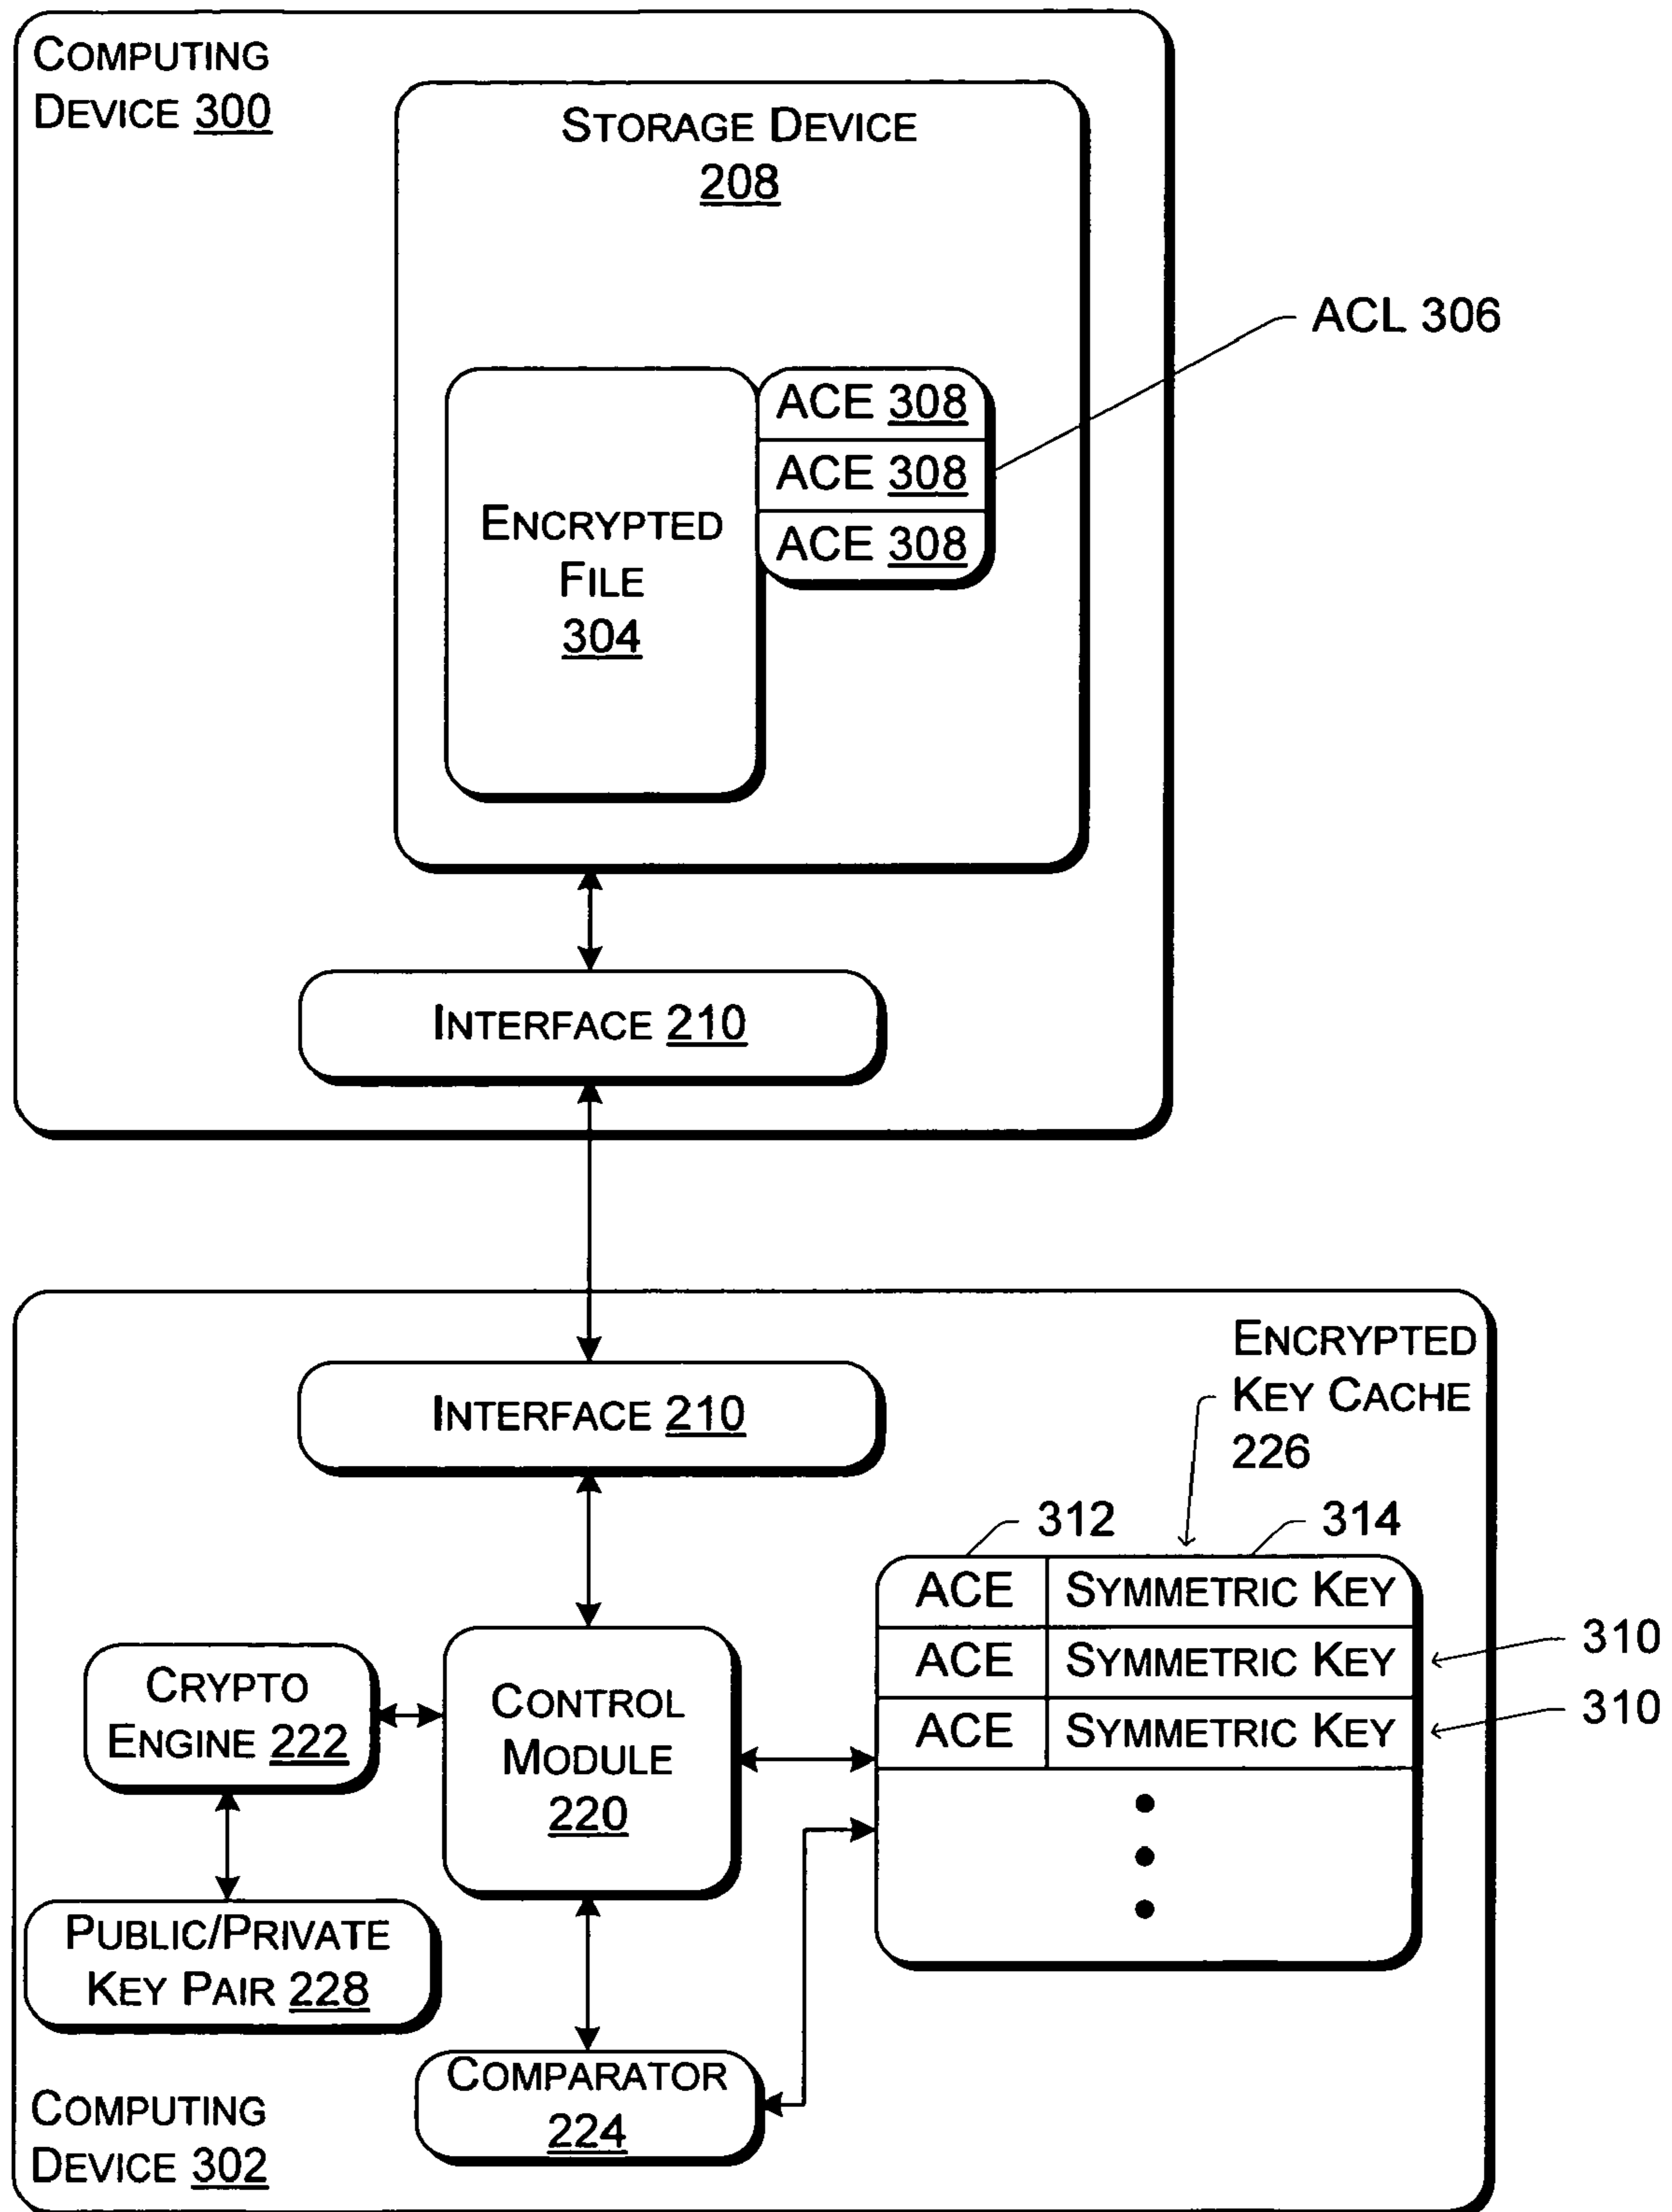 COMPUTING
DEVICE 300
STORAGE DEVICE
208
ACL 306
ACE 308
ACE 308
ACE 308
ENCRYPTED
FILE
304
INTERFACE 210
INTERFACE 210
ENCRYPTED
KEY CACHE
226
312
314
ACE SYMMETRIC KEY
ACE SYMMETRIC KEY
310
ACE SYMMETRIC KEY
310
CRYPTO
ENGINE 222
CONTROL
MODULE
220
PUBLIC/PRIVATE
KEY PAIR 228
COMPARATOR
224
COMPUTING
DEVICE 302